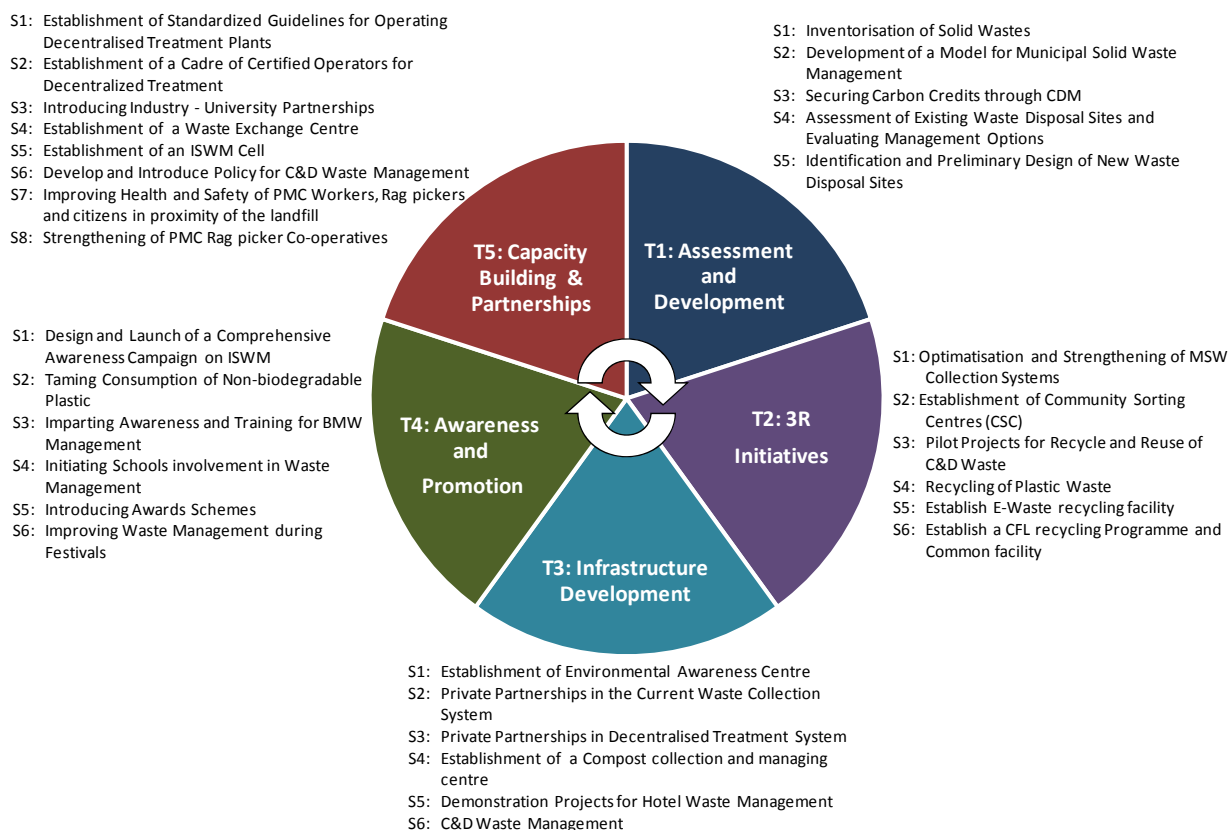 S1: Establishment of Standardized Guidelines for Operating
Decentralised Treatment Plants
S2: Establishment of a Cadre of Certified Operators for
Decentralized Treatment
S3: Introducing Industry - University Partnerships
S4: Establishment of a Waste Exchange Centre
S5: Establishment of an ISWM Cell
S6: Develop and Introduce Policy for C&D Waste Management
S7: Improving Health and Safety of PMC Workers, Rag pickers
and citizens in proximity of the landfill
S8: Strengthening of PMC Rag picker Co-operatives
S1: Inventorisation of Solid Wastes
S2: Development of a Model for Municipal Solid Waste
Management
S3: Securing Carbon Credits through CDM
S4: Assessment of Existing Waste Disposal Sites and
Evaluating Management Options
S5: Identification and Preliminary Design of New Waste
Disposal Sites
T5: Capacity
Building &
Partnerships
T1: Assessment
and
Development
S1: Design and Launch of a Comprehensive
Awareness Campaign on ISWM
S2: Taming Consumption of Non-biodegradable
Plastic
S3: Imparting Awareness and Training for BMW
Management
S4: Initiating Schools involvement in Waste
Management
S5: Introducing Awards Schemes
S6: Improving Waste Management during
Festivals
T4: Awareness
and
Promotion
T2: 3R
Initiatives
S1: Optimatisation and Strengthening of MSW
Collection Systems
S2: Establishment of Community Sorting
Centres (CSC)
S3: Pilot Projects for Recycle and Reuse of
C&D Waste
S4: Recycling of Plastic Waste
S5: Establish E-Waste recycling facility
S6: Establish a CFL recycling Programme and
Common facility
T3: Infrastructure
Development
S1: Establishment of Environmental Awareness Centre
S2: Private Partnerships in the Current Waste Collection
System
S3: Private Partnerships in Decentralised Treatment System
S4: Establishment of a Compost collection and managing
centre
S5: Demonstration Projects for Hotel Waste Management
S6: C&D Waste Management